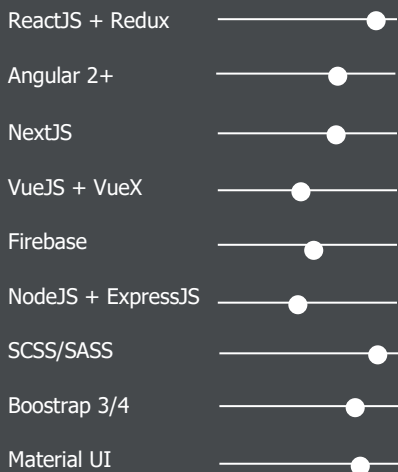 ReactJS + Redux
Angular 2+
NextJS
VueJS + VueX
Firebase
NodeJS + ExpressJS
SCSS/SASS
Boostrap 3/4
Material UI